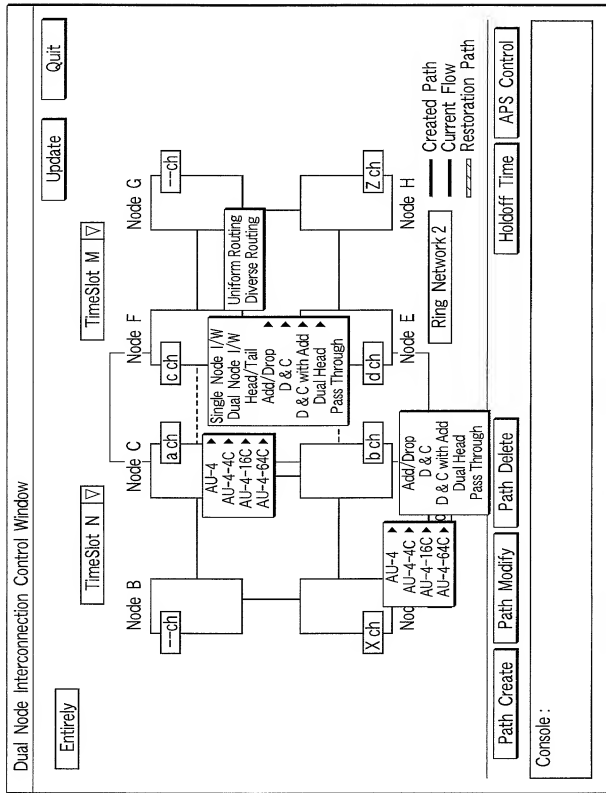 Dual Node Interconnection Control Window
Entirely
Update
Quit
TimeSlot N
TimeSlot M
Node B
Node C
Node F
Node G
--ch
a ch
c ch
--ch
AU-4
AU-4-4C
AU-4-16C
AU-4-64C
Single Node I/W
Dual Node I/W
Head/Tail
Add/Drop
D & C
D & C with Add
Dual Head
Pass Through
Uniform Routing
Diverse Routing
X ch
b ch
d ch
Z ch
Nod
Node E
Node H
AU-4
AU-4-4C
AU-4-16C
AU-4-64C
Add/Drop
D & C
D & C with Add
Dual Head
Pass Through
Ring Network 2
Created Path
Current Flow
Restoration Path
Path Create
Path Modify
Path Delete
Holdoff Time
APS Control
Console :